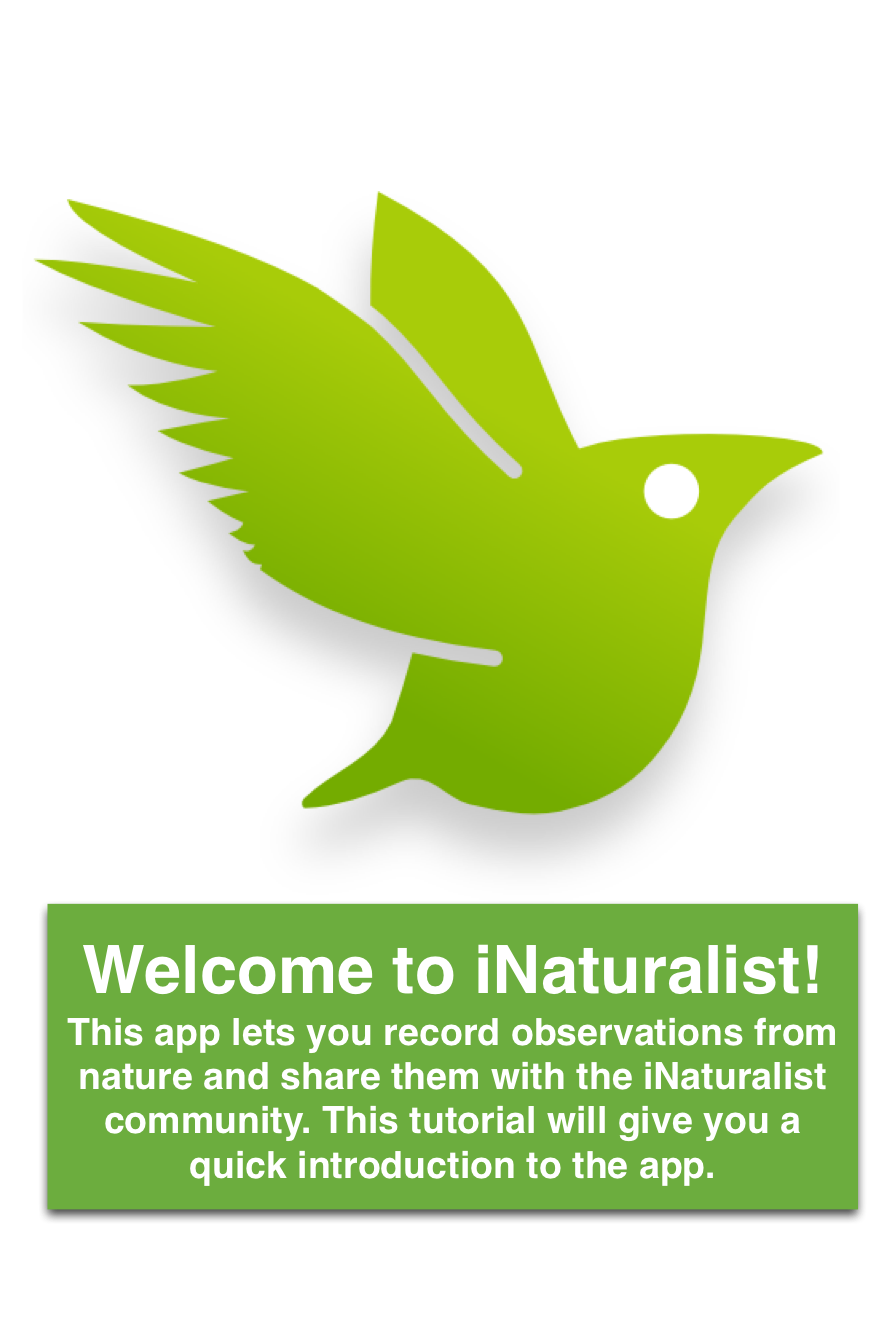 Welcome to iNaturalist!
This app lets you record observations from
nature and share them with the iNaturalist
community. This tutorial will give you a
quick introduction to the app.